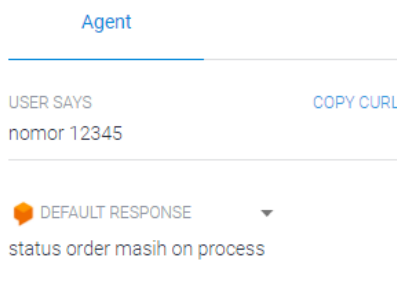 Agent
USER SAYS COPY CURL
nomor 12345
DEFAULT RESPONSE
status order masih on process